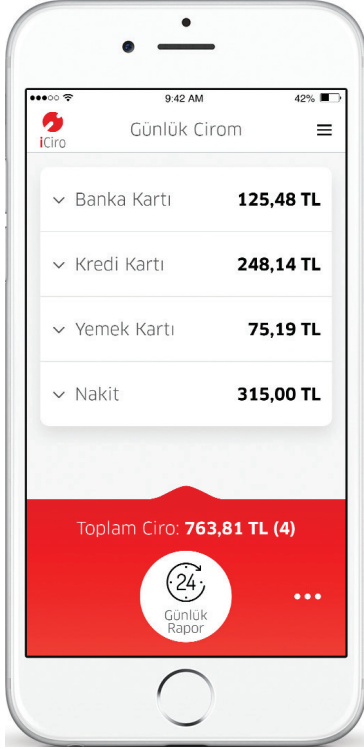 9:42 AM
42%
iCiro
Günlük Cirom
Banka Kartı
125,48 TL
Kredi Kartı
248,14 TL
Yemek Kartı
75,19 TL
Nakit
315,00 TL
Toplam Ciro: 763,81 TL (4)
24
Günlük
Rapor